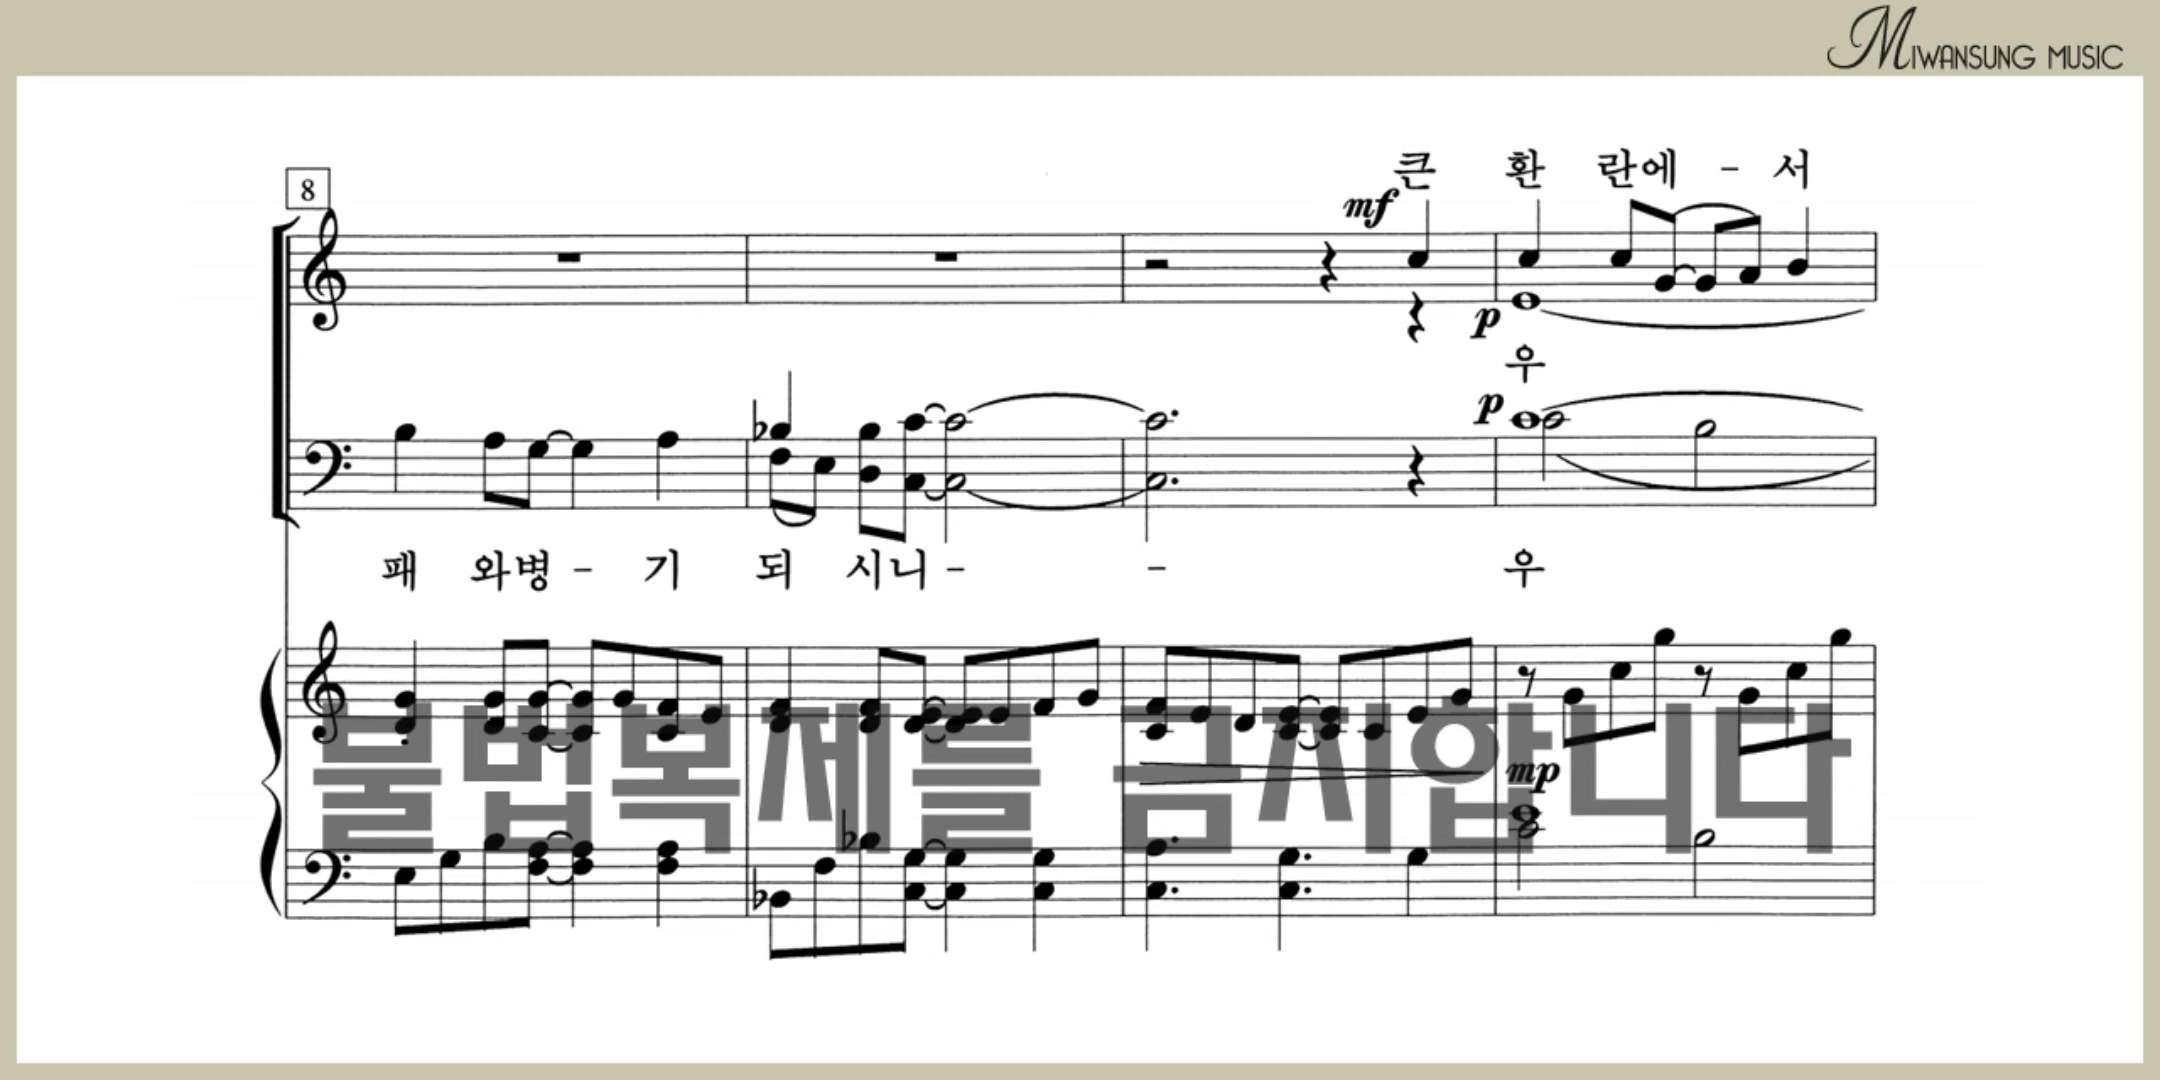 MIWANSUNG MUSIC
큰 환 란에 - 서
8
mf
p
우
p
패 와병 - 기 되 시니 - - 우
불법복제를 금지합니다
mp